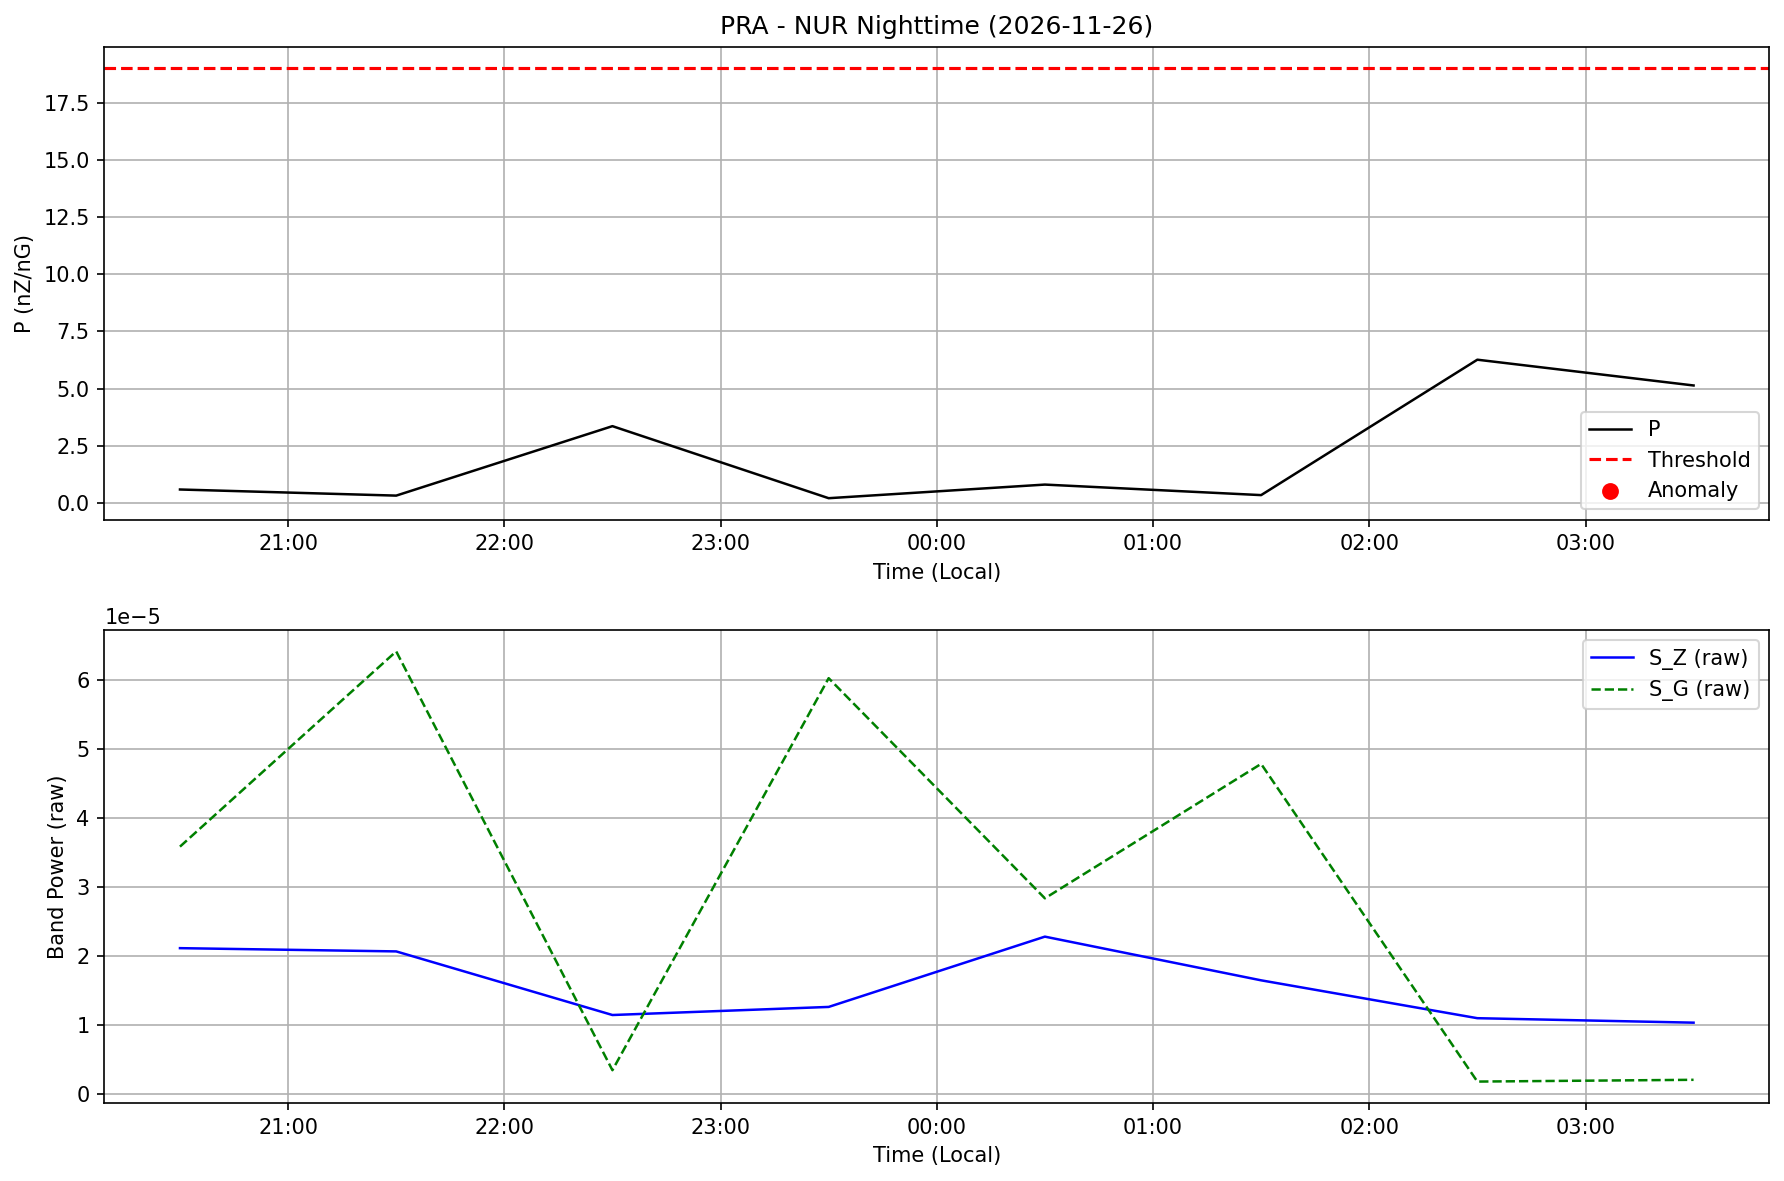 PRA - NUR Nighttime (2026-11-26)
P (nZ/nG)
17.5
15.0
12.5
10.0
7.5
5.0
2.5
0.0
P
Threshold
Anomaly
21:00 22:00 23:00 00:00 01:00 02:00 03:00
Time (Local)
1e−5
Band Power (raw)
6
5
4
3
2
1
0
S_Z (raw)
S_G (raw)
21:00 22:00 23:00 00:00 01:00 02:00 03:00
Time (Local)